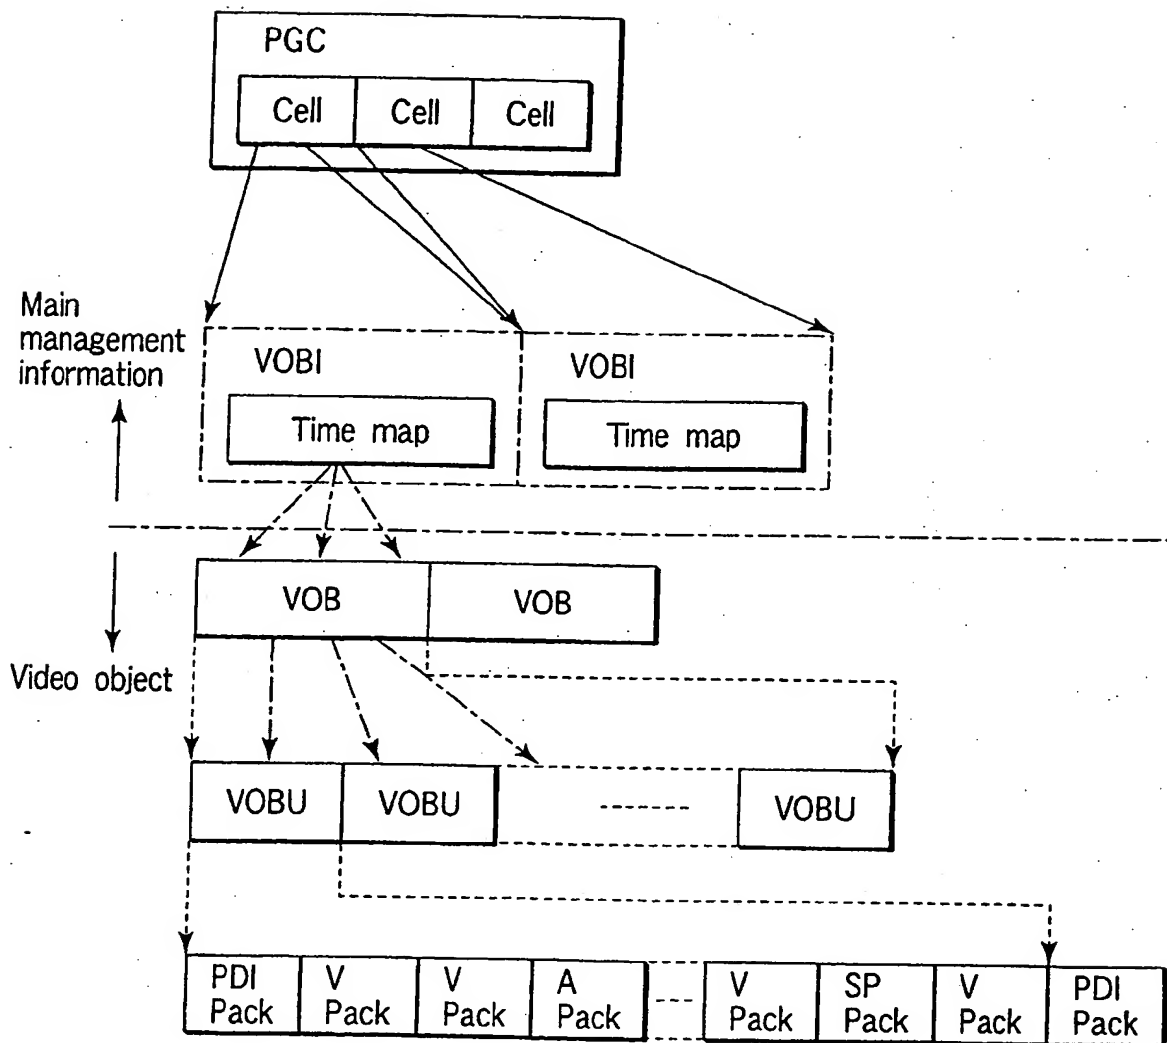 PGC
Cell Cell Cell
Main
management
information
VOBI VOBI
Time map Time map
VOB VOB
Video object
VOBU VOBU VOBU
PDI V V A V SP V PDI
Pack Pack Pack Pack Pack Pack Pack Pack